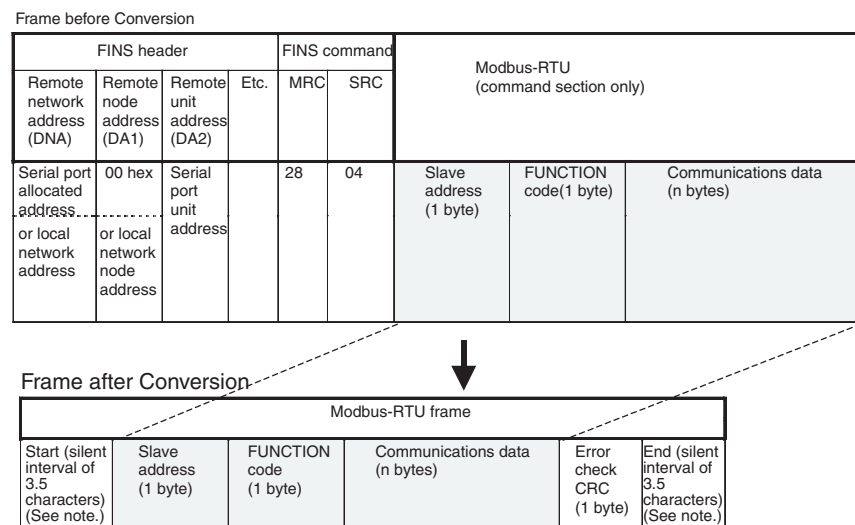 Frame before Conversion
FINS header
FINS command
Modbus-RTU
(command section only)
Remote
network
address
(DNA)
Remote
node
address
(DA1)
Remote
unit
address
(DA2)
Etc.
MRC
SRC
Serial port
allocated
address
or local
network
address
00 hex
or local
network
node
address
Serial
port
unit
address
28
04
Slave
address
(1 byte)
FUNCTION
code(1 byte)
Communications data
(n bytes)
Frame after Conversion
Modbus-RTU frame
Start (silent
interval of
3.5
characters)
(See note.)
Slave
address
(1 byte)
FUNCTION
code
(1 byte)
Communications data
(n bytes)
Error
check
CRC
(1 byte)
End (silent
interval of
3.5
characters)
(See note.)